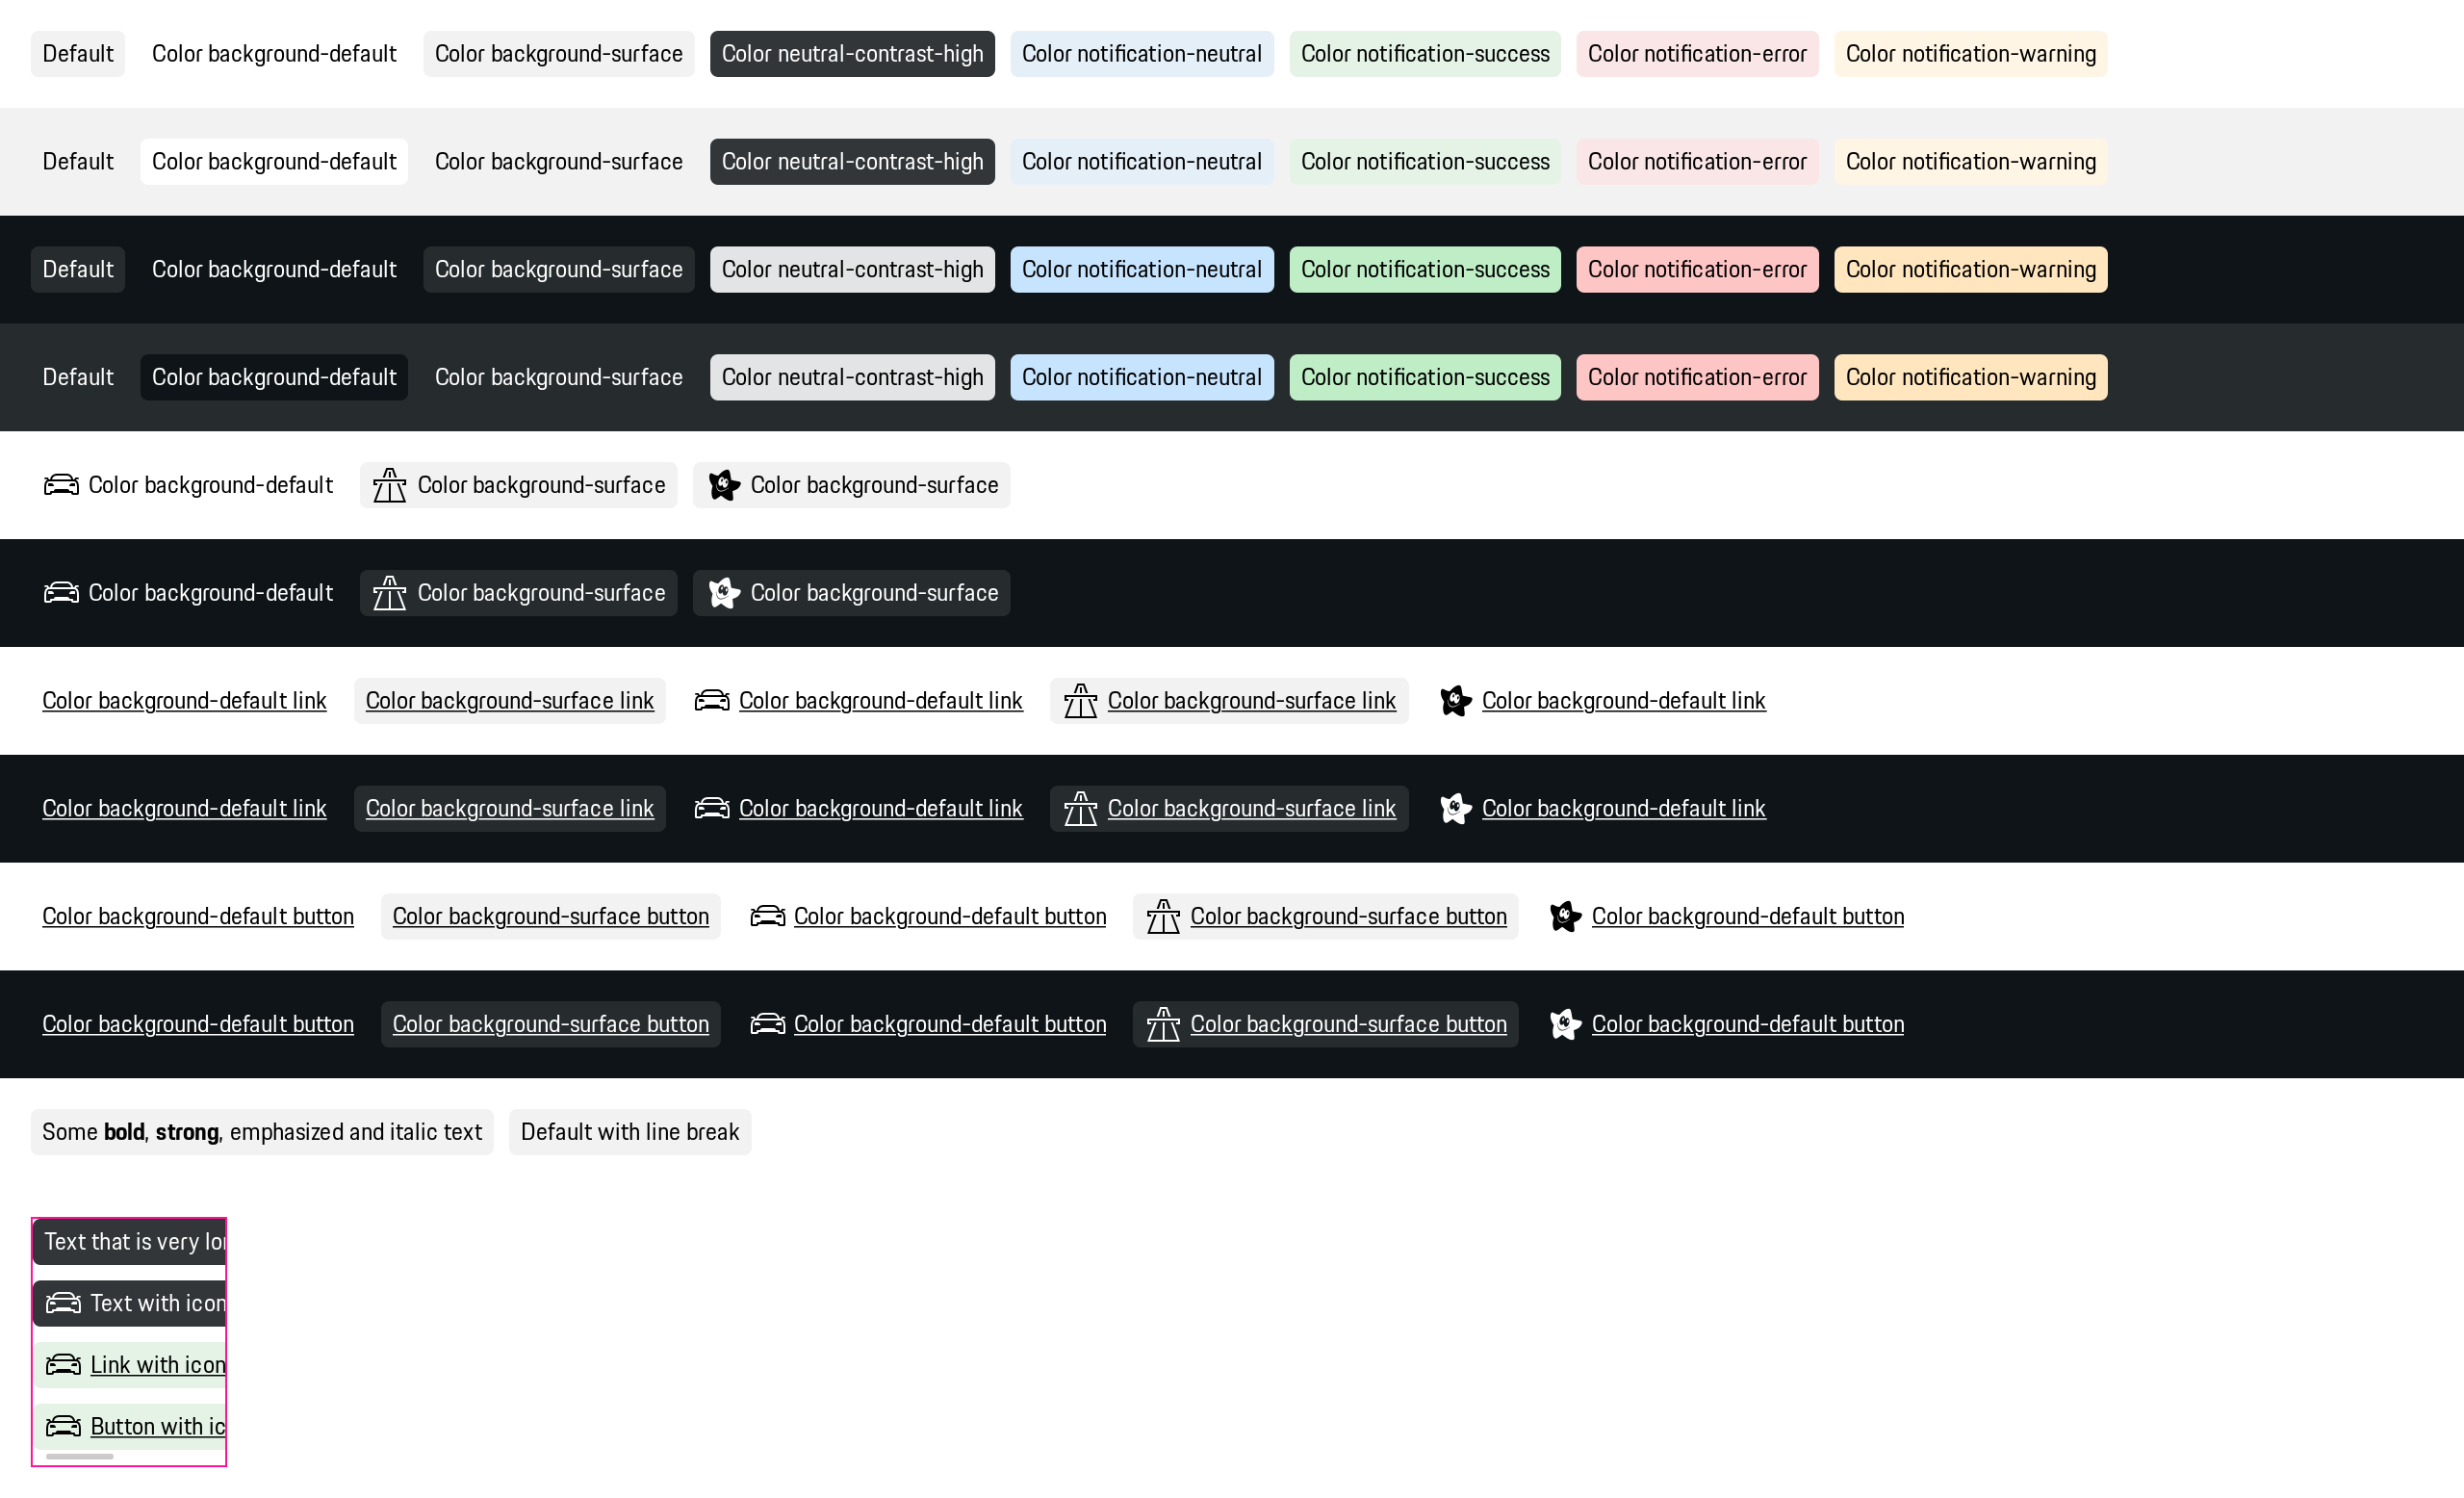 Default Color background-default Color background-surface Color neutral-contrast-high Color notification-neutral Color notification-success Color notification-error Color notification-warning
Default Color background-default Color background-surface Color neutral-contrast-high Color notification-neutral Color notification-success Color notification-error Color notification-warning
Default Color background-default Color background-surface Color neutral-contrast-high Color notification-neutral Color notification-success Color notification-error Color notification-warning
Default Color background-default Color background-surface Color neutral-contrast-high Color notification-neutral Color notification-success Color notification-error Color notification-warning
Color background-default Color background-surface Color background-surface
Color background-default Color background-surface Color background-surface
Color background-default link Color background-surface link Color background-default link Color background-surface link Color background-default link
Color background-default link Color background-surface link Color background-default link Color background-surface link Color background-default link
Color background-default button Color background-surface button Color background-default button Color background-surface button Color background-default button
Color background-default button Color background-surface button Color background-default button Color background-surface button Color background-default button
Some bold, strong, emphasized and italic text Default with line break
Text that is very
Text with icon
Link with icon
Button with